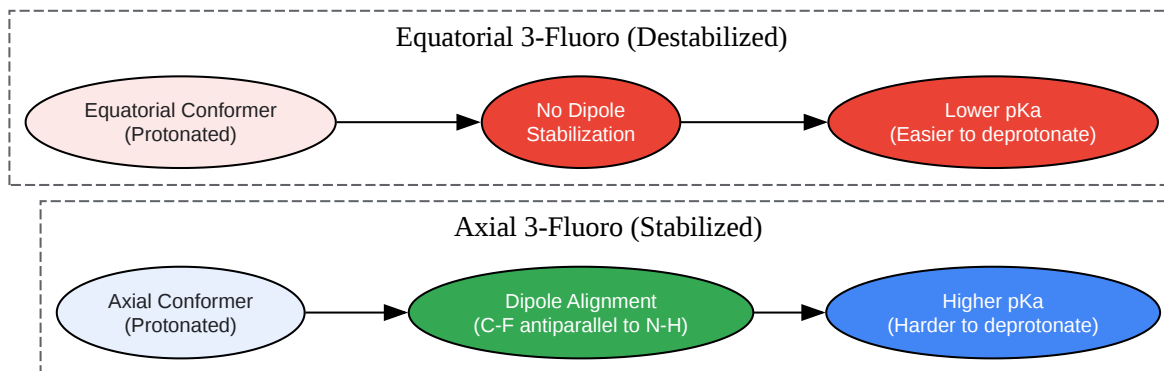 Equatorial 3-Fluoro (Destabilized)
Equatorial Conformer
(Protonated)
No Dipole
Stabilization
Lower pKa
(Easier to deprotonate)
Axial 3-Fluoro (Stabilized)
Axial Conformer
(Protonated)
Dipole Alignment
(C-F antiparallel to N-H)
Higher pKa
(Harder to deprotonate)